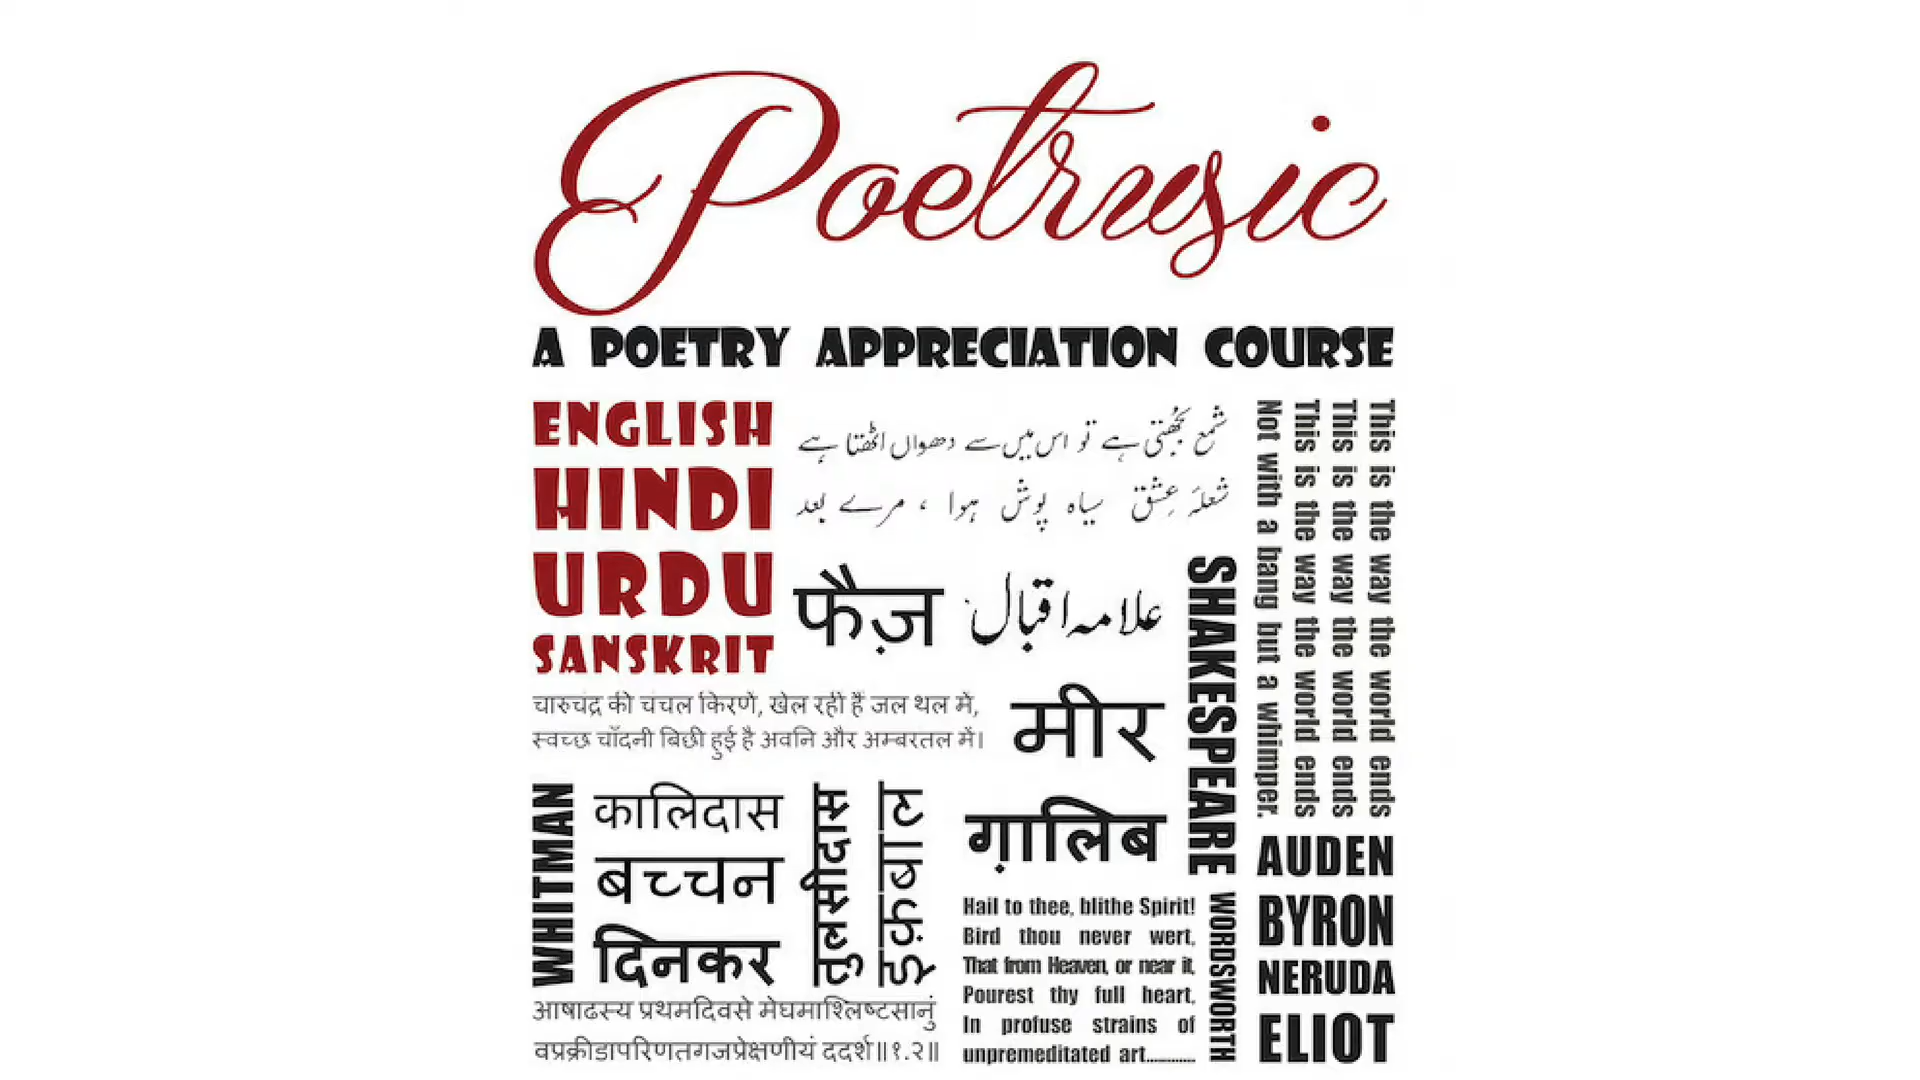 Poetrusic
A POETRY APPRECIATION COURSE
ENGLISH
HINDI
URDU
SANSKRIT
شمع بجھتی ہے تو اس میں سے دھواں اٹھتا ہے
شعلۂ عشق سیاہ پوش ہوا ، مرے بعد
This is the way the world ends
This is the way the world ends
This is the way the world ends
Not with a bang but a whimper.
फैज़
علامہ اقبال
SHAKESPEARE
चारुचंद्र की चंचल किरणें, खेल रही हैं जल थल में,
स्वच्छ चाँदनी बिछी हुई है अवनि और अम्बरतल में।
मीर
ग़ालिब
WHITMAN
कालिदास
बच्चन
दिनकर
तुलसीदास
इक़बाल
आषाढस्य प्रथमदिवसे मेघमाश्लिष्टसानुं
वप्रक्रीडापरिणतगजप्रेक्षणीयं ददर्श॥१.२॥
Hail to thee, blithe Spirit!
Bird thou never wert,
That from Heaven, or near it,
Pourest thy full heart,
In profuse strains of
unpremeditated art............
WORDSWORTH
AUDEN
BYRON
NERUDA
ELIOT